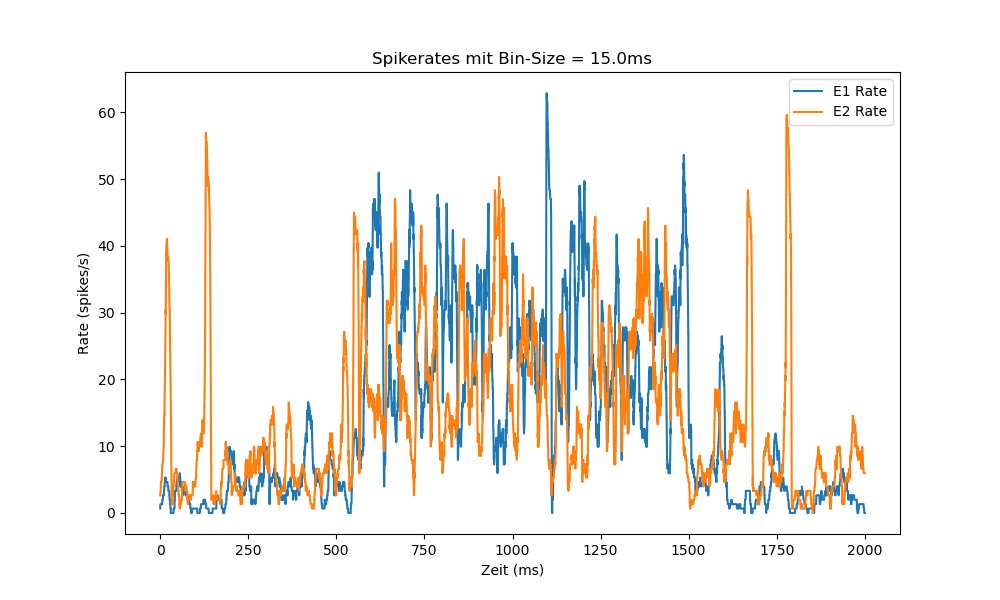 Spikerates mit Bin-Size = 15.0ms
E1 Rate
E2 Rate
Rate (spikes/s)
60
50
40
30
20
10
0
0 250 500 750 1000 1250 1500 1750 2000
Zeit (ms)